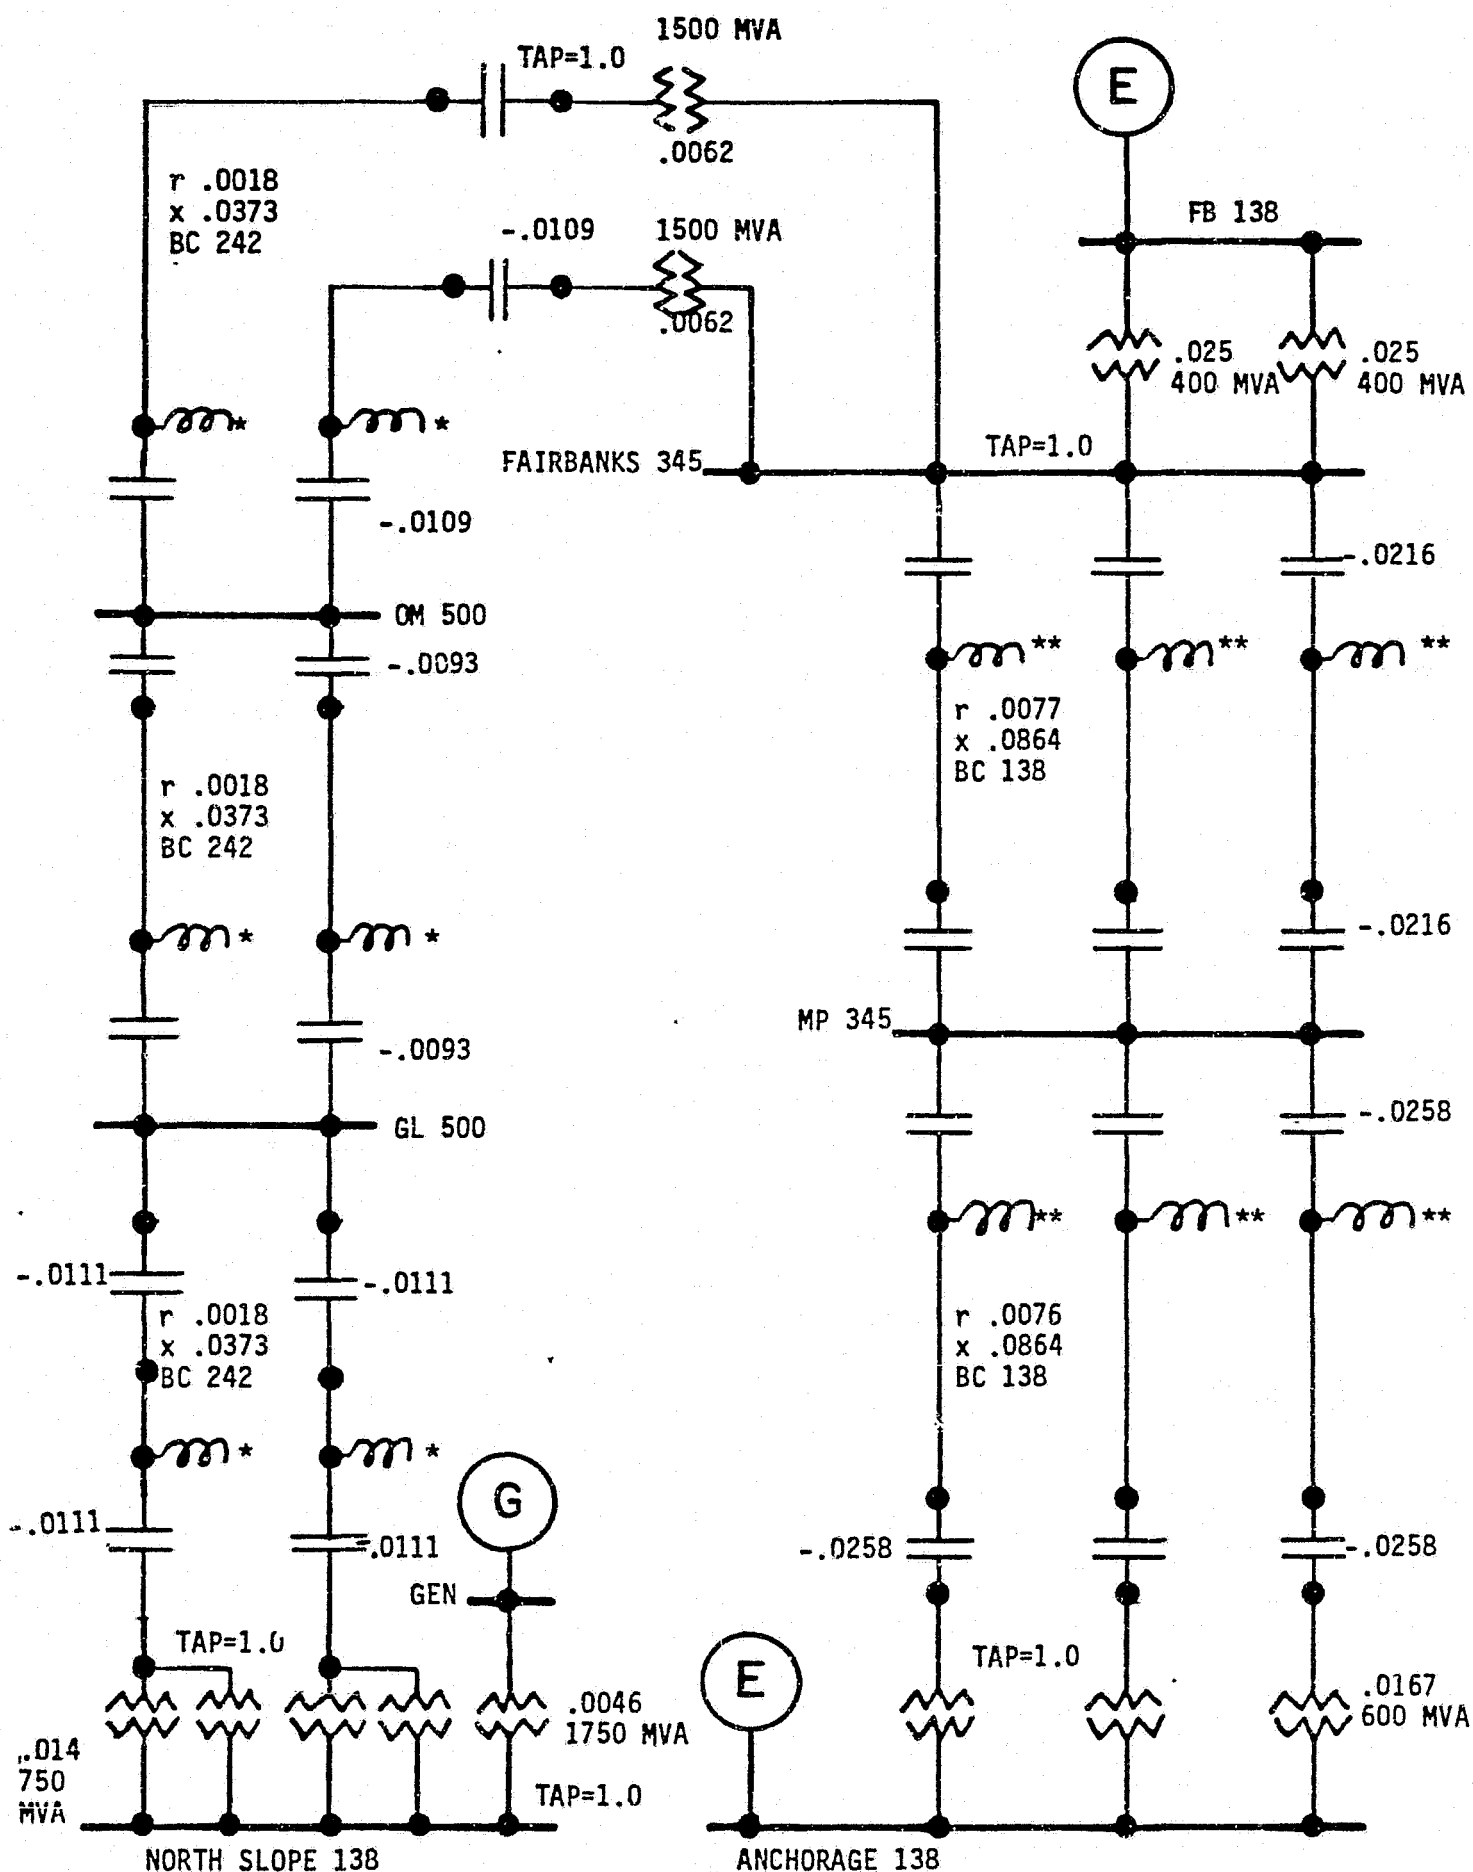 1500 MVA
TAP=1.0
E
.0062
r .0018
x .0373
BC 242
-.0109
1500 MVA
.0062
FB 138
.025
400 MVA
.025
400 MVA
*
*
TAP=1.0
FAIRBANKS 345
-.0109
-.0216
OM 500
-.0093
**
**
**
r .0077
x .0864
BC 138
r .0018
x .0373
BC 242
*
*
-.0216
MP 345
-.0093
GL 500
-.0258
**
**
**
-.0111
-.0111
r .0018
x .0373
BC 242
r .0076
x .0864
BC 138
*
*
G
-.0111
-.0111
-.0258
-.0258
GEN
TAP=1.0
E
TAP=1.0
.0046
1750 MVA
.0167
600 MVA
.014
750
MVA
TAP=1.0
NORTH SLOPE 138
ANCHORAGE 138